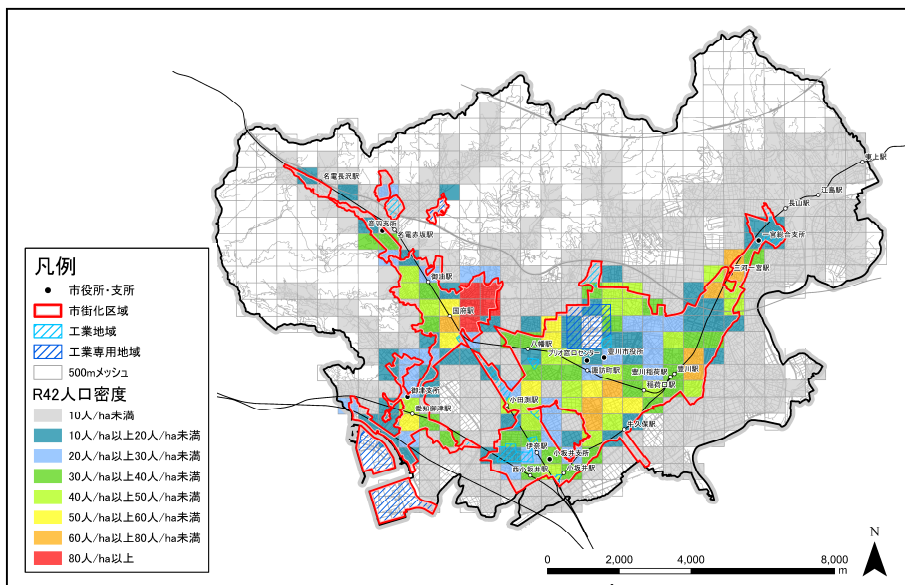 東上駅
江島駅
長山駅
名電長沢駅
音羽支所
名電赤坂駅
一宮総合支所
三河一宮駅
御油駅
国府駅
八幡駅
プリオ窓口センター
豊川市役所
諏訪町駅
豊川稲荷駅
豊川駅
稲荷口駅
御津支所
愛知御津駅
小田渕駅
牛久保駅
伊奈駅
小坂井支所
西小坂井駅
小坂井駅
凡例
市役所・支所
市街化区域
工業地域
工業専用地域
500mメッシュ
R42人口密度
10人/ha未満
10人/ha以上20人/ha未満
20人/ha以上30人/ha未満
30人/ha以上40人/ha未満
40人/ha以上50人/ha未満
50人/ha以上60人/ha未満
60人/ha以上80人/ha未満
80人/ha以上
N
0 2,000 4,000 8,000
m